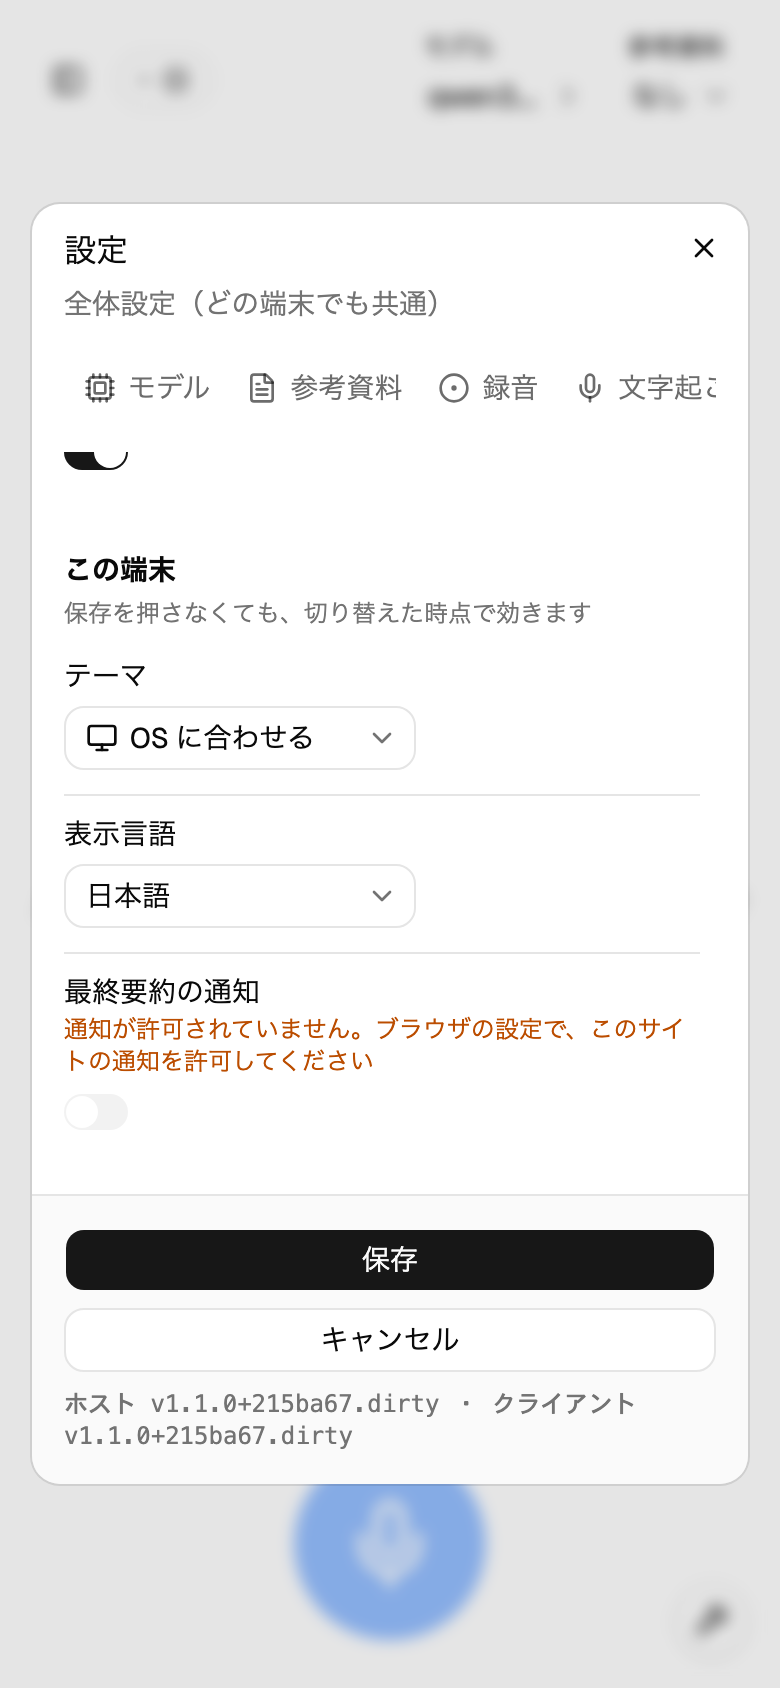 設定
全体設定（どの端末でも共通）
モデル 参考資料 録音 文字起こ
この端末
保存を押さなくても、切り替えた時点で効きます
テーマ
OS に合わせる
表示言語
日本語
最終要約の通知
通知が許可されていません。ブラウザの設定で、このサイ
トの通知を許可してください
保存
キャンセル
ホスト v1.1.0+215ba67.dirty ・ クライアント
v1.1.0+215ba67.dirty